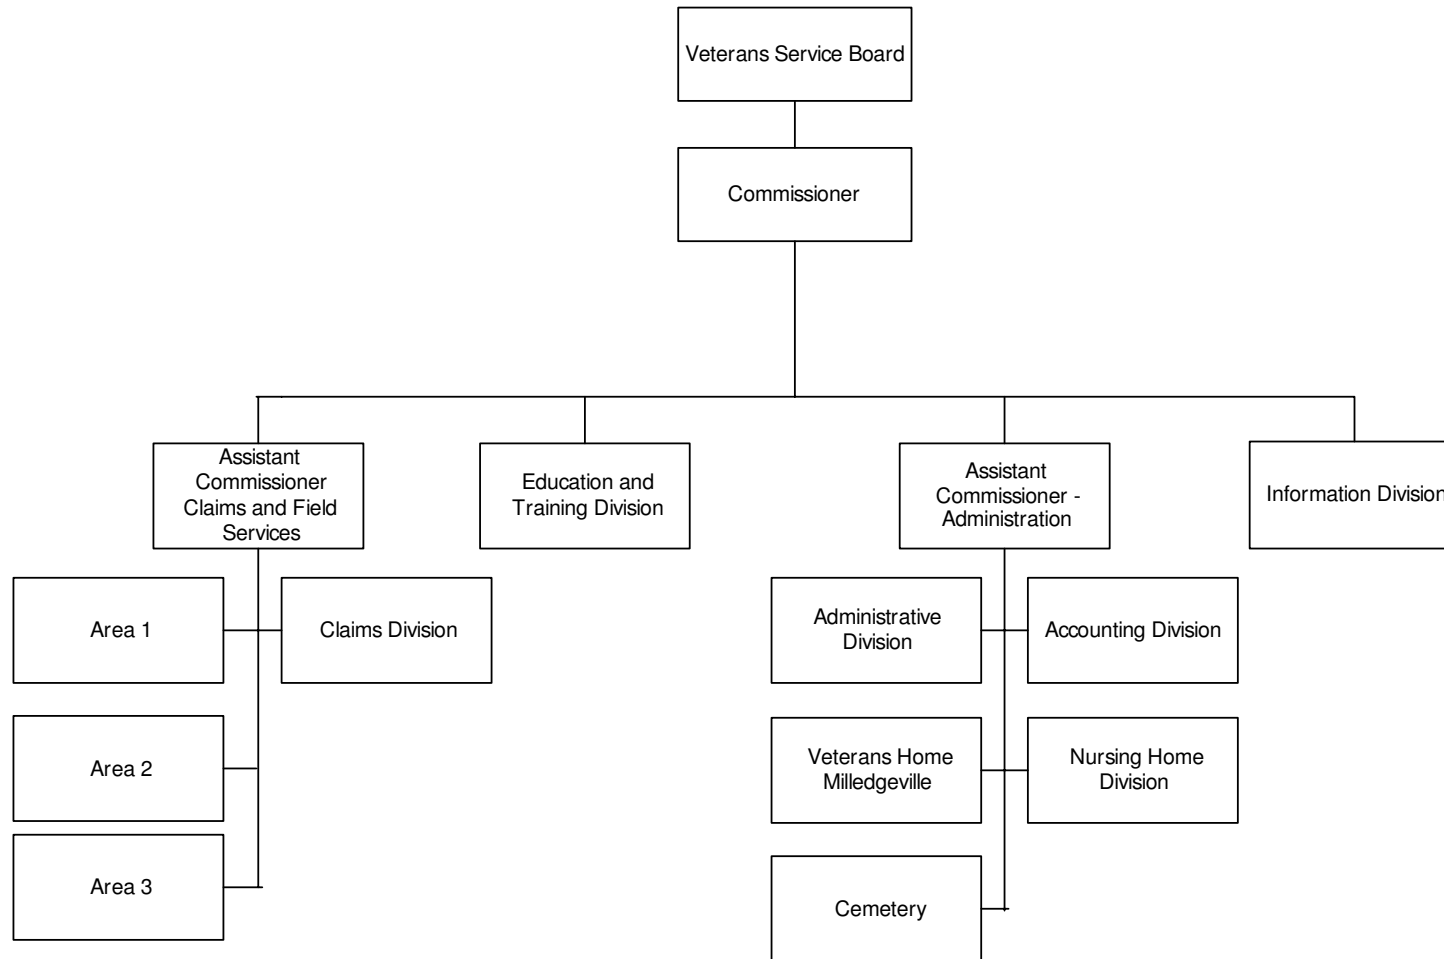 Veterans Service Board
Commissioner
Assistant
Commissioner
Claims and Field
Services
Education and
Training Division
Assistant
Commissioner -
Administration
Information Division
Area 1
Claims Division
Administrative
Division
Accounting Division
Area 2
Veterans Home
Milledgeville
Nursing Home
Division
Area 3
Cemetery